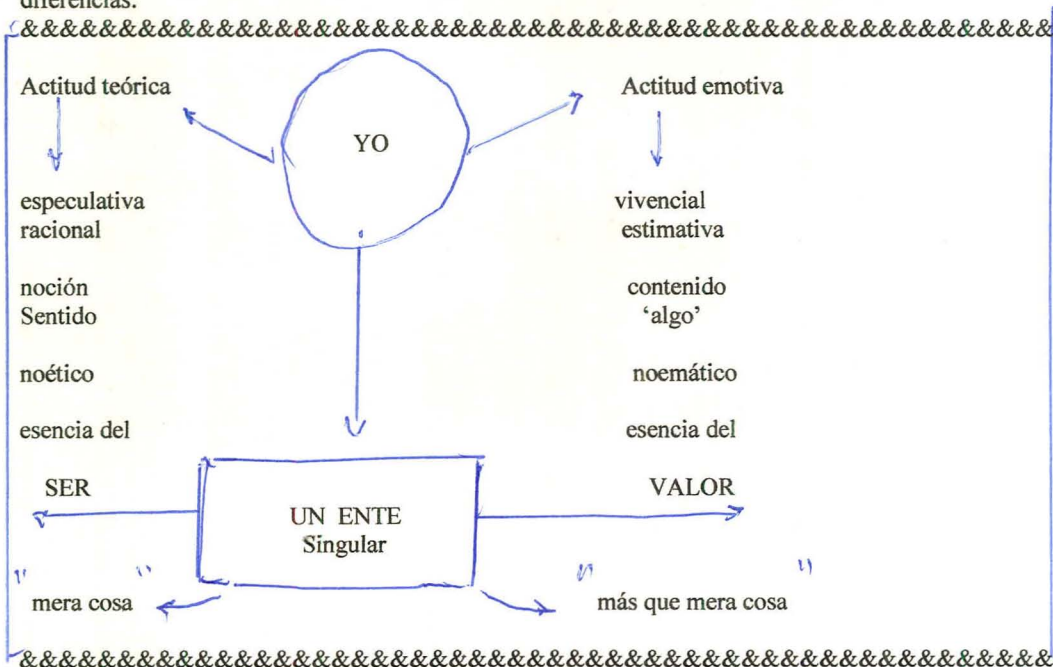 diferencias.
&&&&&&&&&&&&&&&&&&&&&&&&&&&&&&&&&&&&&&&&&&&&&&&&&&&&&&&&&&&&&&&
Actitud teórica
Actitud emotiva
YO
especulativa
racional
vivencial
estimativa
noción
Sentido
contenido
‘algo’
noético
noemático
esencia del
esencia del
SER
VALOR
UN ENTE
Singular
" mera cosa "
" más que mera cosa "
&&&&&&&&&&&&&&&&&&&&&&&&&&&&&&&&&&&&&&&&&&&&&&&&&&&&&&&&&&&&&&&